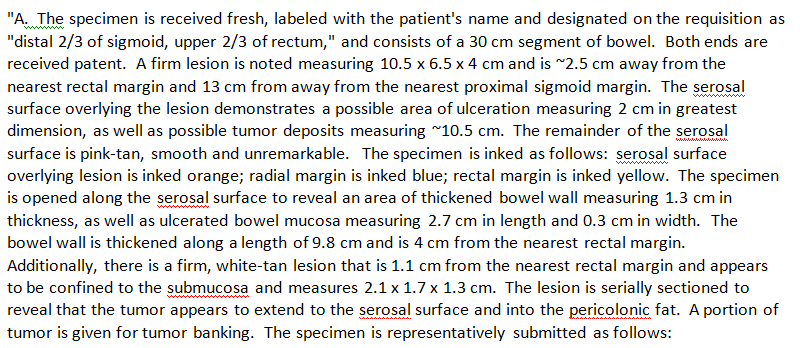 "A.  The specimen is received fresh, labeled with the patient's name and designated on the requisition as
"distal 2/3 of sigmoid, upper 2/3 of rectum," and consists of a 30 cm segment of bowel.  Both ends are
received patent.  A firm lesion is noted measuring 10.5 x 6.5 x 4 cm and is ~2.5 cm away from the
nearest rectal margin and 13 cm from away from the nearest proximal sigmoid margin.  The serosal
surface overlying the lesion demonstrates a possible area of ulceration measuring 2 cm in greatest
dimension, as well as possible tumor deposits measuring ~10.5 cm.  The remainder of the serosal
surface is pink-tan, smooth and unremarkable.   The specimen is inked as follows:  serosal surface
overlying lesion is inked orange; radial margin is inked blue; rectal margin is inked yellow.  The specimen
is opened along the serosal surface to reveal an area of thickened bowel wall measuring 1.3 cm in
thickness, as well as ulcerated bowel mucosa measuring  2.7 cm in length and 0.3 cm in width.  The
bowel wall is thickened along a length of 9.8 cm and is 4 cm from the nearest rectal margin.
Additionally, there is a firm, white-tan lesion that is 1.1 cm from the nearest rectal margin and appears
to be confined to the submucosa and measures 2.1 x 1.7 x 1.3 cm.  The lesion is serially sectioned to
reveal that the tumor appears to extend to the serosal surface and into the pericolonic fat.  A portion of
tumor is given for tumor banking.  The specimen is representatively submitted as follows: